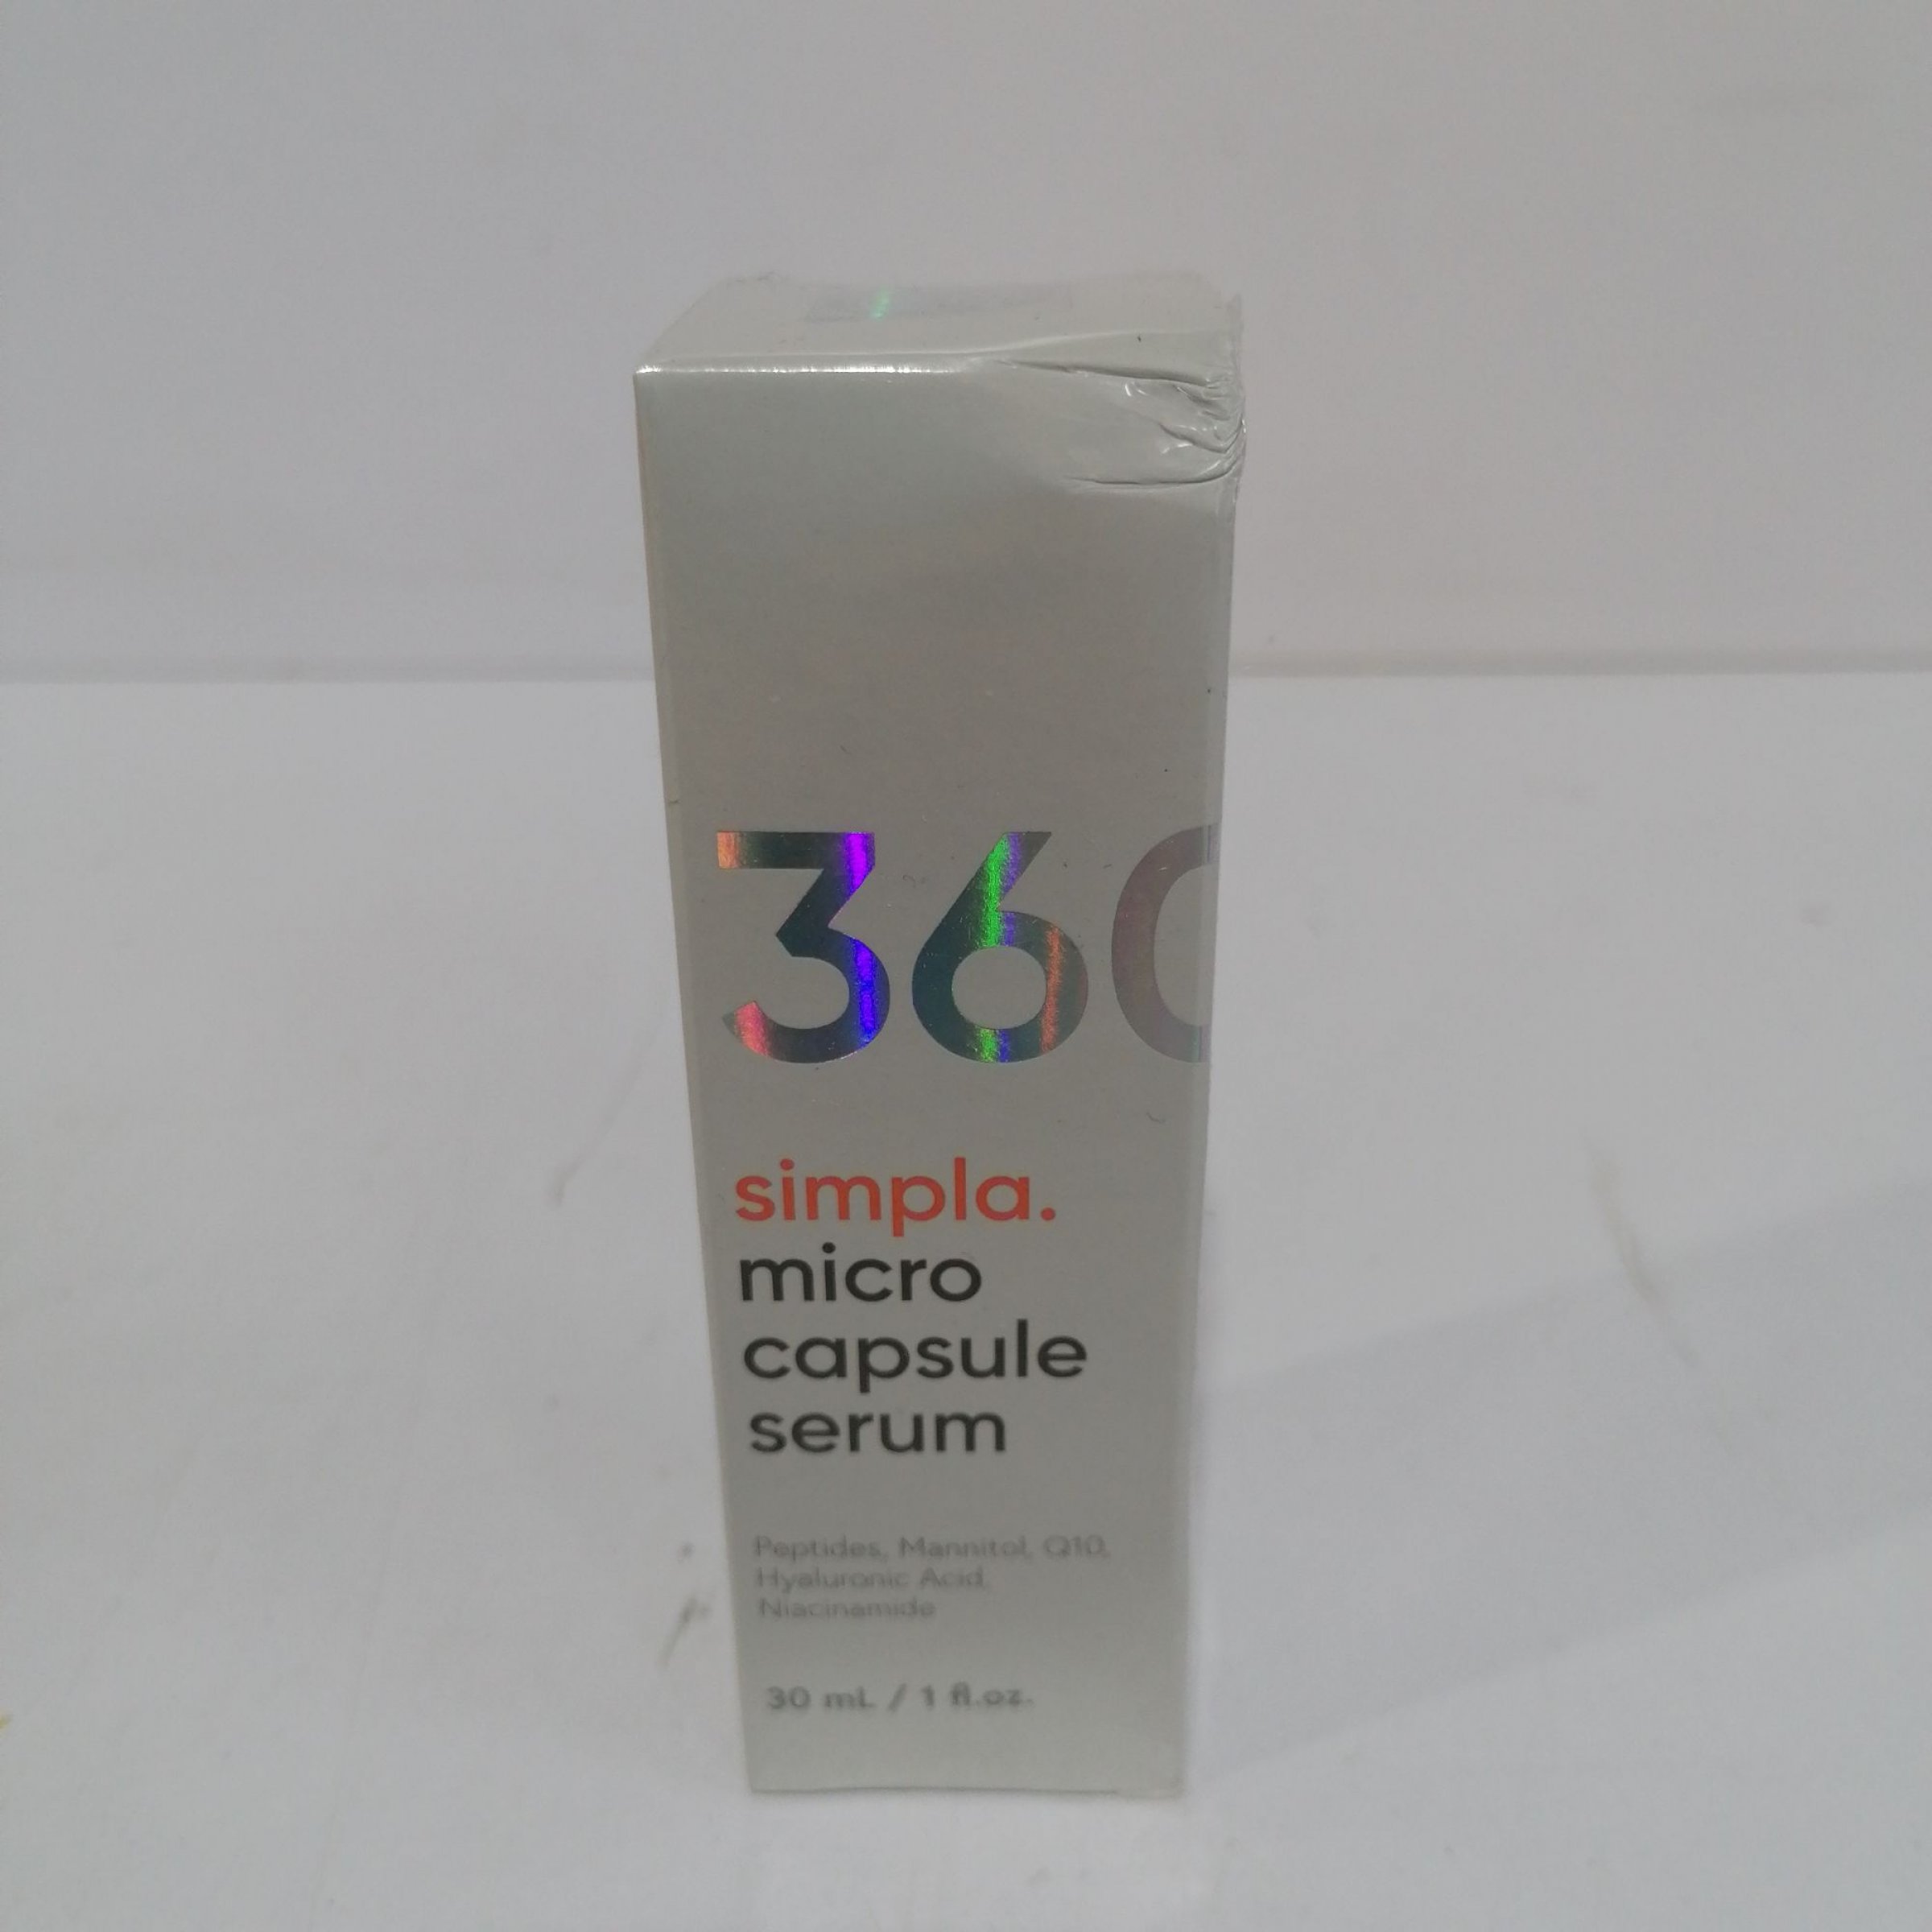 360
simpla.
micro
capsule
serum
Peptides, Mannitol, Q10,
Hyaluronic Acid,
Niacinamide
30 mL / 1 fl.oz.